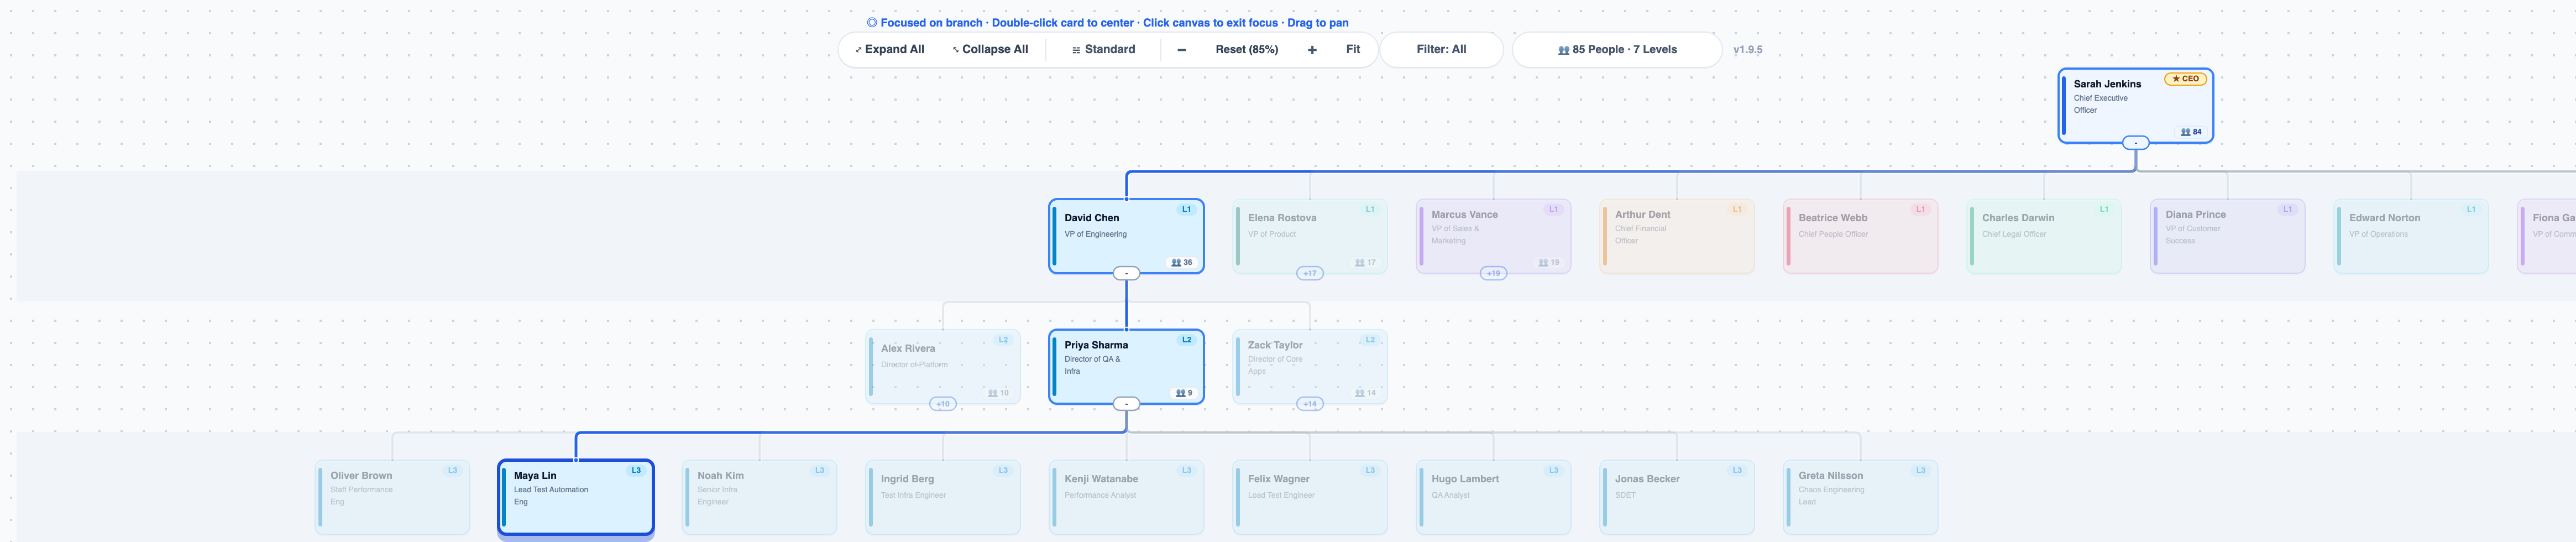 Focused on branch · Double-click card to center · Click canvas to exit focus · Drag to pan
Expand All
Collapse All
Standard
−
Reset (85%)
+
Fit
Filter: All
85 People · 7 Levels
v1.9.5
Sarah Jenkins
★ CEO
Chief Executive
Officer
84
-
David Chen
L1
VP of Engineering
36
-
Elena Rostova
L1
VP of Product
17
+17
Marcus Vance
L1
VP of Sales &
Marketing
19
+19
Arthur Dent
L1
Chief Financial
Officer
Beatrice Webb
L1
Chief People Officer
Charles Darwin
L1
Chief Legal Officer
Diana Prince
L1
VP of Customer
Success
Edward Norton
L1
VP of Operations
Fiona Ga
VP of Comm
Alex Rivera
L2
Director of Platform
10
+10
Priya Sharma
L2
Director of QA &
Infra
9
-
Zack Taylor
L2
Director of Core
Apps
14
+14
Oliver Brown
L3
Staff Performance
Eng
Maya Lin
L3
Lead Test Automation
Eng
Noah Kim
L3
Senior Infra
Engineer
Ingrid Berg
L3
Test Infra Engineer
Kenji Watanabe
L3
Performance Analyst
Felix Wagner
L3
Load Test Engineer
Hugo Lambert
L3
QA Analyst
Jonas Becker
L3
SDET
Greta Nilsson
L3
Chaos Engineering
Lead